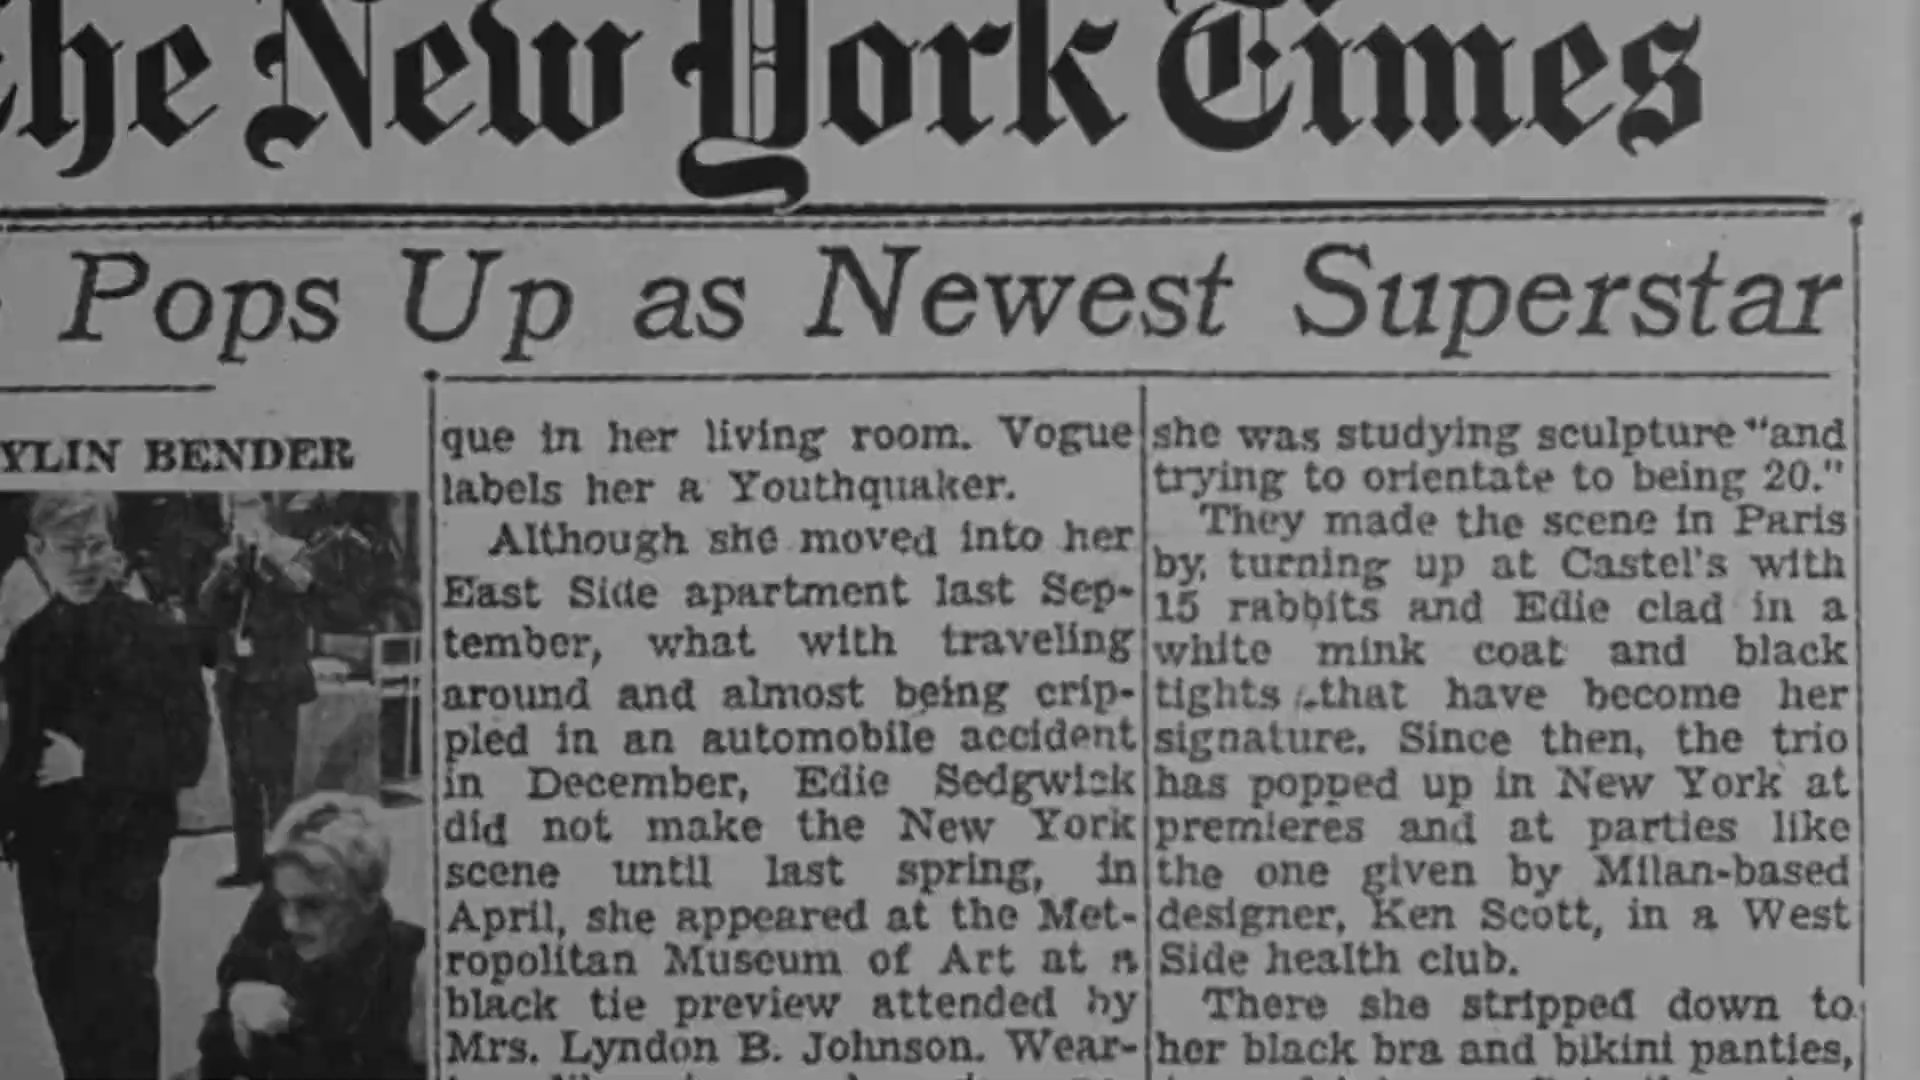 The New York Times
Pops Up as Newest Superstar
YLIN BENDER
que in her living room. Vogue
labels her a Youthquaker.
Although she moved into her
East Side apartment last Sep-
tember, what with traveling
around and almost being crip-
pled in an automobile accident
in December, Edie Sedgwick
did not make the New York
scene until last spring, in
April, she appeared at the Met-
ropolitan Museum of Art at a
black tie preview attended by
Mrs. Lyndon B. Johnson. Wear-
she was studying sculpture "and
trying to orientate to being 20."
They made the scene in Paris
by turning up at Castel's with
15 rabbits and Edie clad in a
white mink coat and black
tights that have become her
signature. Since then, the trio
has popped up in New York at
premieres and at parties like
the one given by Milan-based
designer, Ken Scott, in a West
Side health club.
There she stripped down to
her black bra and bikini panties,